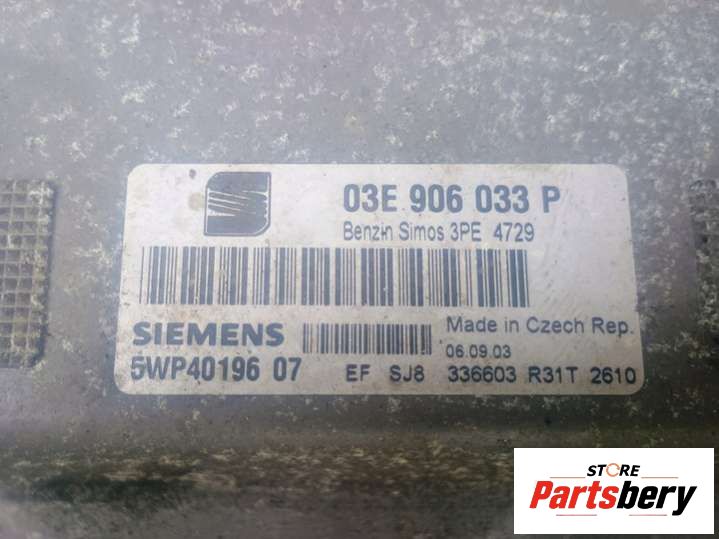 03E 906 033 P
Benzin Simos 3PE 4729
SIEMENS
Made in Czech Rep.
06.09.03
5WP40196 07
EF SJ8 336603 R31T 2610
STORE
Partsbery